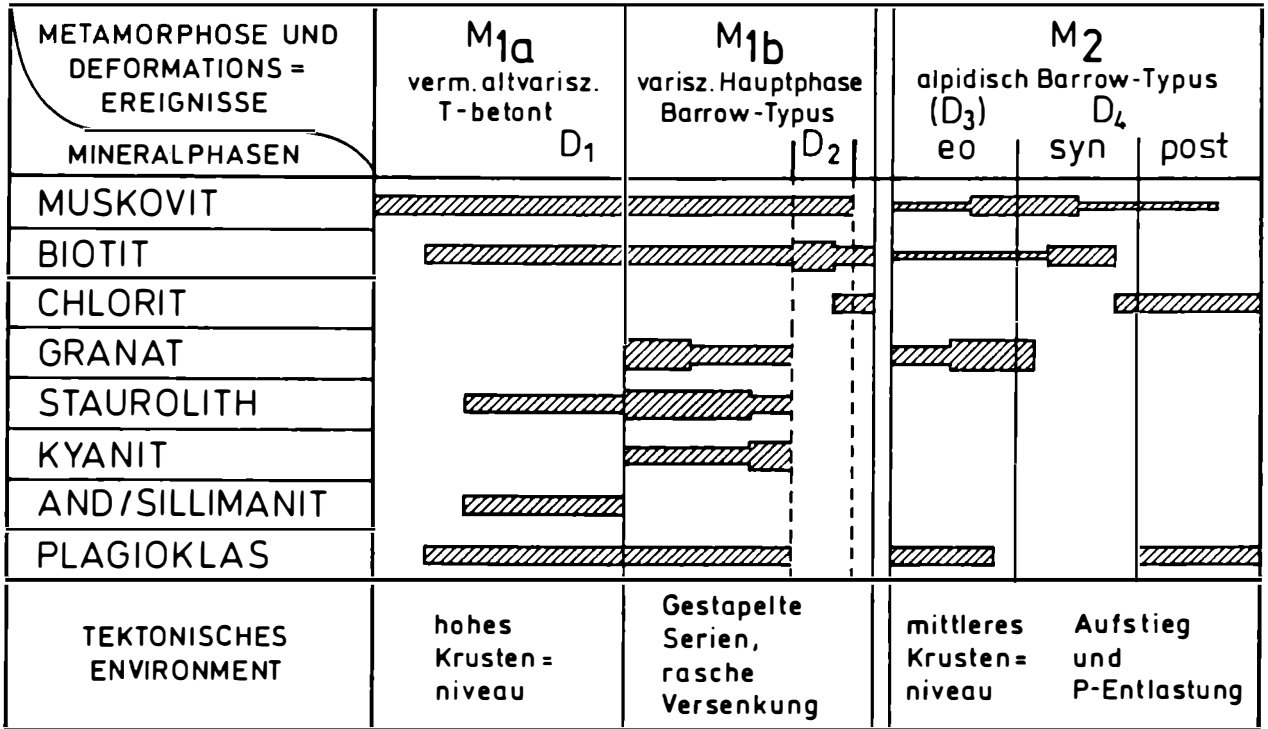 METAMORPHOSE UND
DEFORMATIONS =
EREIGNISSE
MINERALPHASEN
M1a
verm. altvarisz.
T-betont
D1
M1b
varisz. Hauptphase
Barrow-Typus
D2
M2
alpidisch Barrow-Typus
(D3) D4
eo syn post
MUSKOVIT
BIOTIT
CHLORIT
GRANAT
STAUROLITH
KYANIT
AND/SILLIMANIT
PLAGIOKLAS
TEKTONISCHES
ENVIRONMENT
hohes
Krusten=
niveau
Gestapelte
Serien,
rasche
Versenkung
mittleres
Krusten=
niveau
Aufstieg
und
P-Entlastung